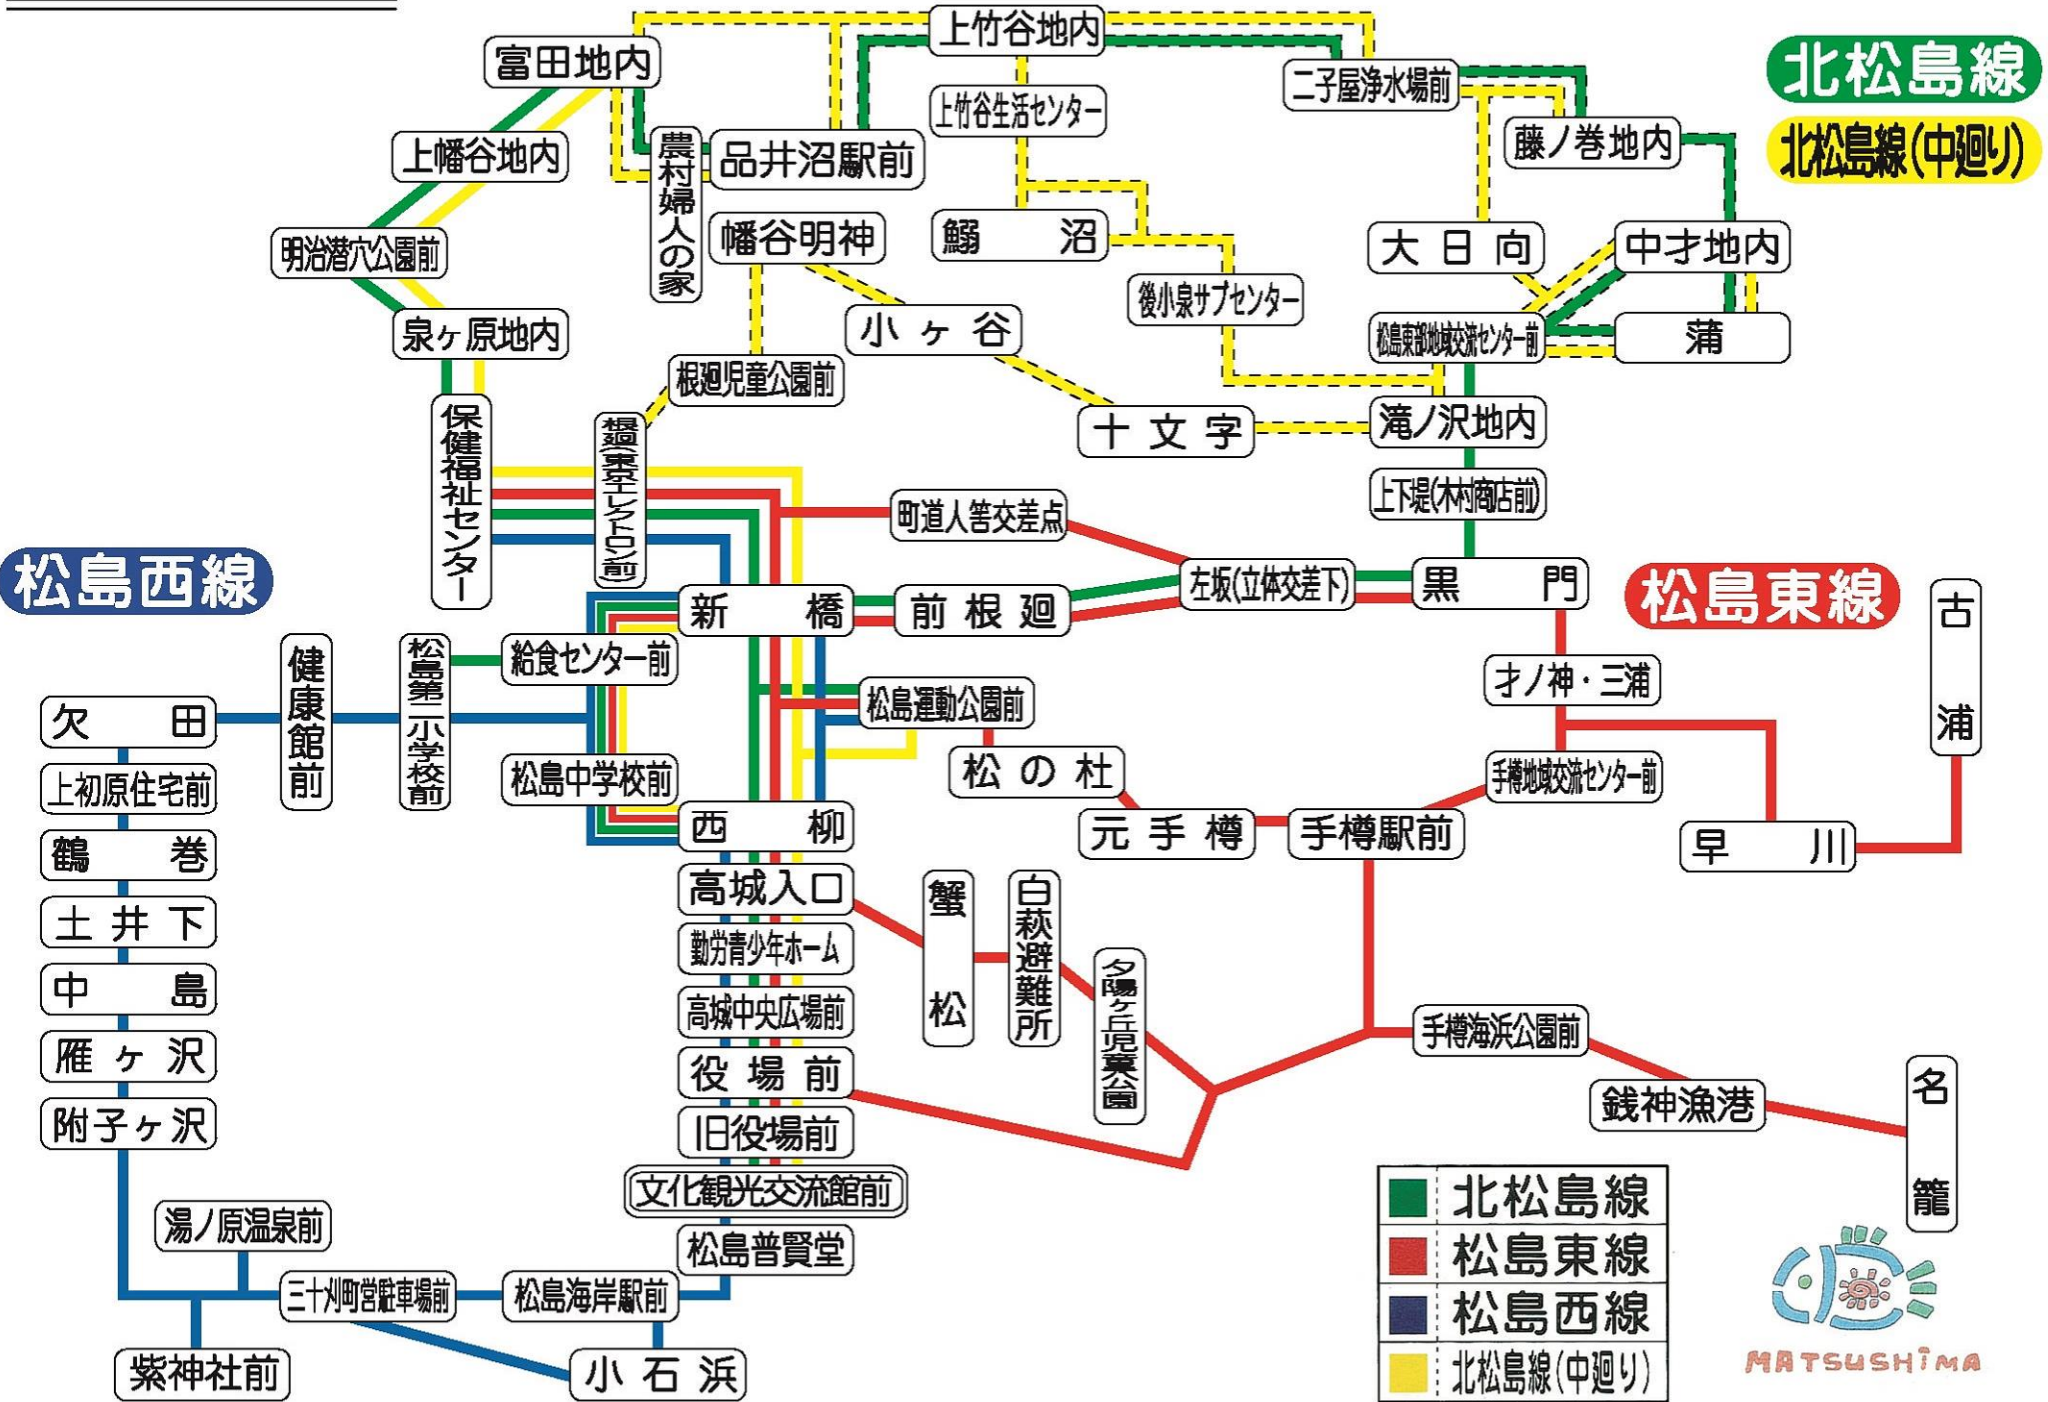 上竹谷地内
富田地内
北松島線
二子屋浄水場前
上竹谷生活センター
藤ノ巻地内
北松島線(中廻り)
上幡谷地内
農村婦人の家
品井沼駅前
明治潜穴公園前
幡谷明神
鰯沼
大日向
中才地内
後小泉サブセンター
泉ヶ原地内
小ヶ谷
松島東部地域交流センター前
蒲
根廻児童公園前
保健福祉センター
根廻(東京エレクトロン前)
十文字
滝ノ沢地内
上下堤(木村商店前)
町道人筈交差点
松島西線
左坂(立体交差下)
黒門
松島東線
古浦
新橋
前根廻
健康館前
松島第二小学校前
給食センター前
才ノ神・三浦
欠田
松島運動公園前
上初原住宅前
松島中学校前
松の杜
手樽地域交流センター前
西柳
元手樽
手樽駅前
早川
鶴巻
高城入口
蟹松
白萩避難所
土井下
勤労青少年ホーム
夕陽ヶ丘児童公園
中島
高城中央広場前
手樽海浜公園前
雁ヶ沢
役場前
名籠
銭神漁港
附子ヶ沢
旧役場前
文化観光交流館前
湯ノ原温泉前
松島普賢堂
三十刈町営駐車場前
松島海岸駅前
紫神社前
小石浜
北松島線
松島東線
松島西線
北松島線(中廻り)
MATSUSHiMA